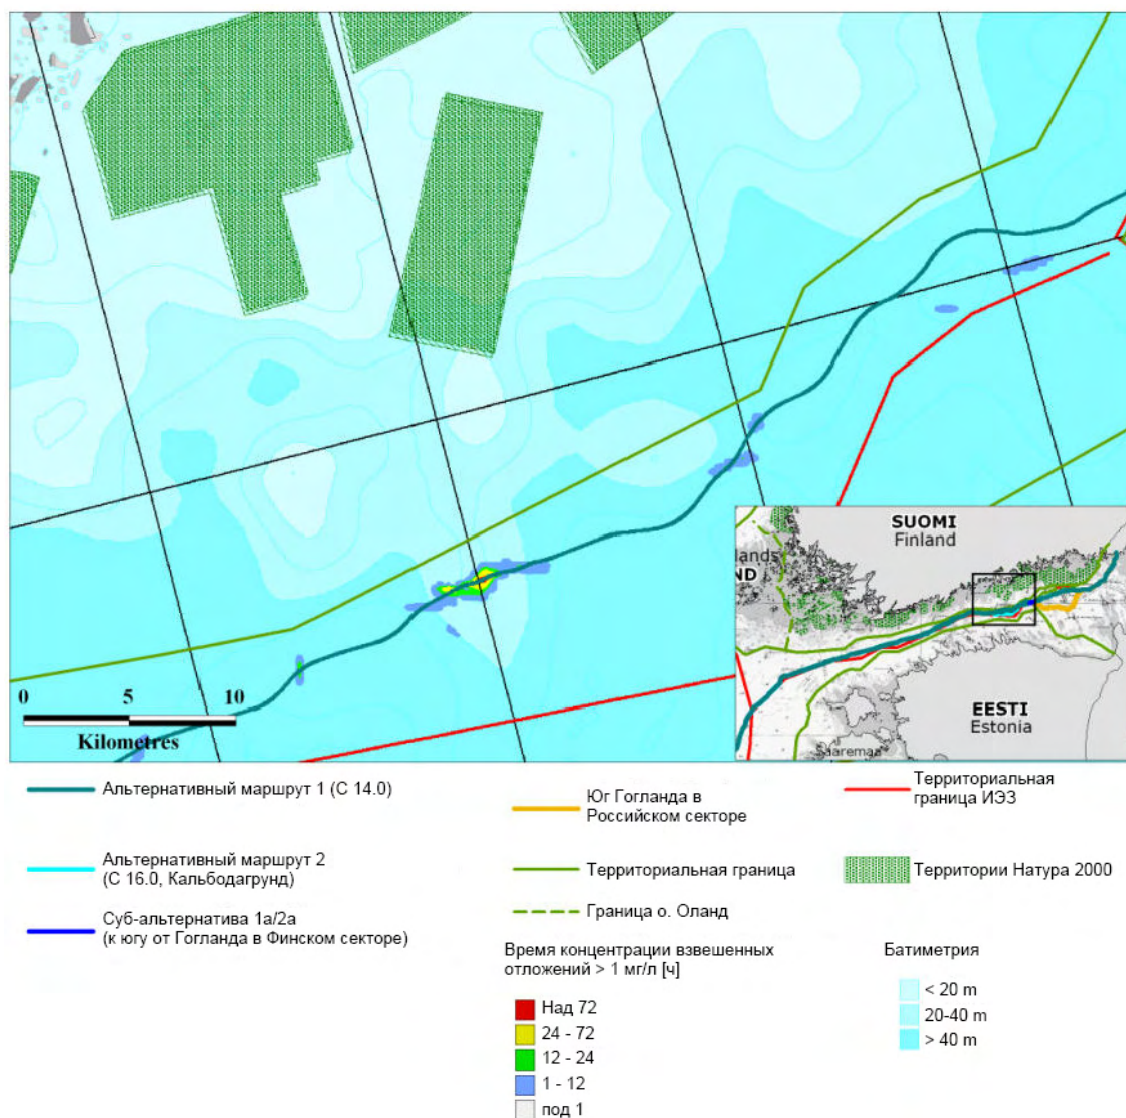 SUOMI
Finland
lands
ND
EESTI
Estonia
Saaremaa
0 5 10
Kilometres
Альтернативный маршрут 1 (С 14.0)
Юг Гогланда в
Российском секторе
Территориальная
граница ИЭЗ
Альтернативный маршрут 2
(С 16.0, Кальбодагрунд)
Территориальная граница
Территории Натура 2000
Суб-альтернатива 1а/2а
(к югу от Гогланда в Финском секторе)
Граница о. Оланд
Время концентрации взвешенных
отложений > 1 мг/л [ч]
Над 72
24 - 72
12 - 24
1 - 12
под 1
Батиметрия
< 20 m
20-40 m
> 40 m